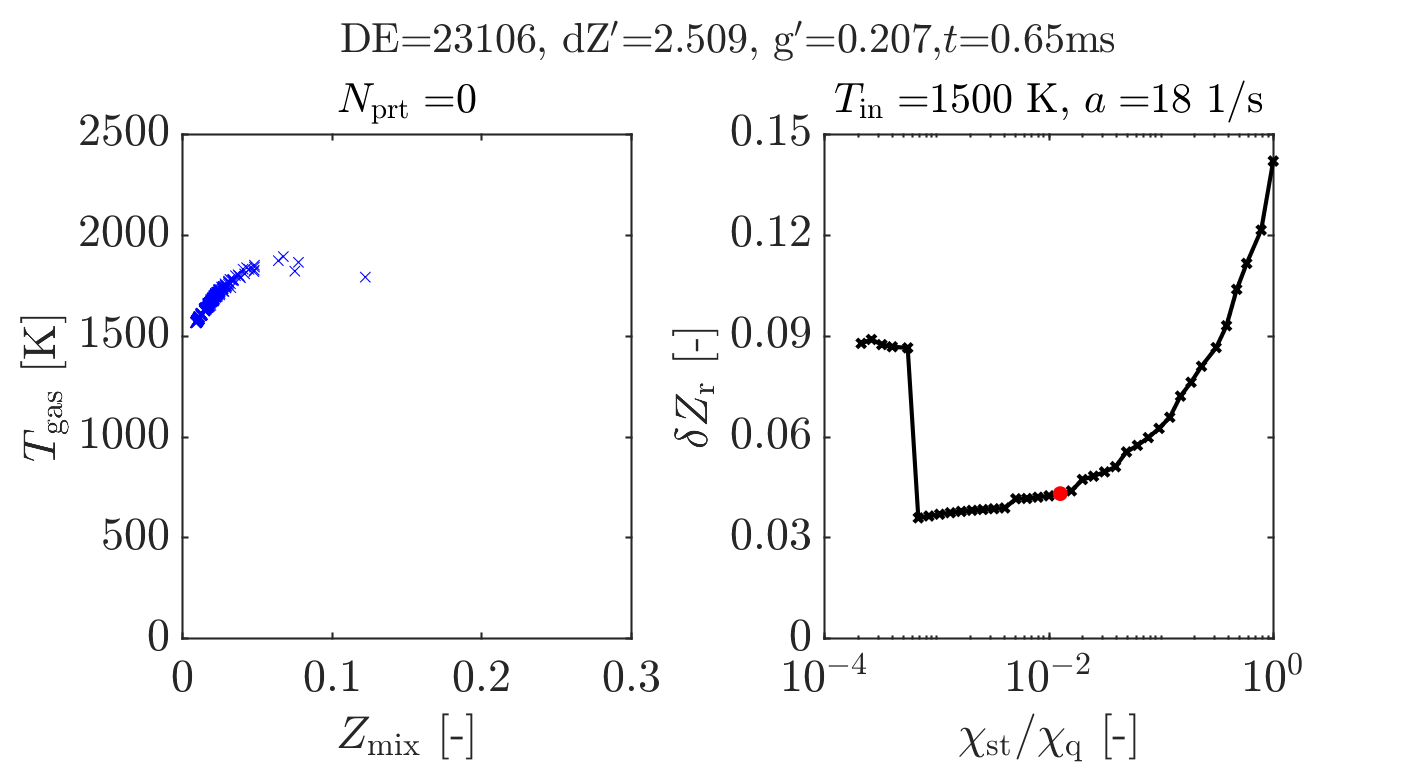 DE=23106, dZ′=2.509, g′=0.207,t=0.65ms
N_prt =0
2500
2000
1500
1000
500
0
T_gas [K]
0 0.1 0.2 0.3
Z_mix [-]
T_in =1500 K, a =18 1/s
0.15
0.12
0.09
0.06
0.03
0
δZ_r [-]
10^−4 10^−2 10^0
χ_st/χ_q [-]